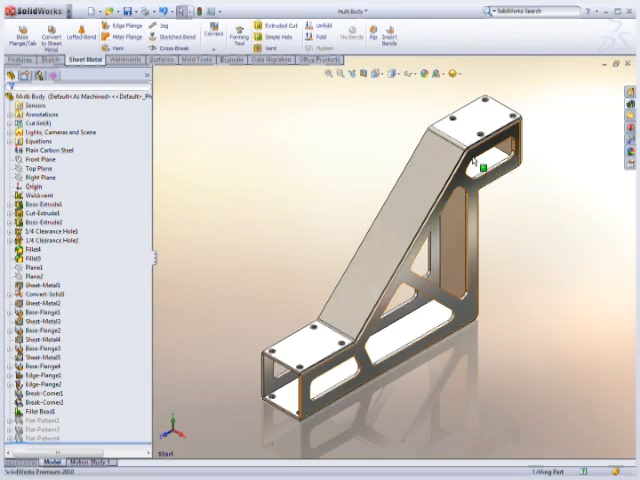 SolidWorks
Multi Body *
SolidWorks Search
Base Flange/Tab
Convert to Sheet Metal
Lofted-Bend
Edge Flange
Miter Flange
Hem
Jog
Sketched Bend
Cross-Break
Corners
Forming Tool
Extruded Cut
Simple Hole
Vent
Unfold
Fold
Flatten
No Bends
Rip
Insert Bends
Features
Sketch
Sheet Metal
Weldments
Surfaces
Mold Tools
Evaluate
Data Migration
Office Products
Multi Body (Default<As Machined><<Default>_Ph
Sensors
Annotations
Cut list(4)
Lights, Cameras and Scene
Equations
Plain Carbon Steel
Front Plane
Top Plane
Right Plane
Origin
Weldment
Boss-Extrude1
Cut-Extrude1
Boss-Extrude2
1/4 Clearance Hole1
1/4 Clearance Hole2
Fillet4
Fillet5
Plane1
Plane2
Sheet-Metal1
Convert-Solid1
Sheet-Metal2
Base-Flange1
Sheet-Metal3
Base-Flange2
Sheet-Metal4
Base-Flange3
Sheet-Metal5
Base-Flange4
Edge-Flange1
Edge-Flange2
Break-Corner1
Break-Corner2
Fillet Bead1
Flat-Pattern1
Flat-Pattern2
Flat-Pattern4
Start
Model
Motion Study 1
SolidWorks Premium 2010
Editing Part